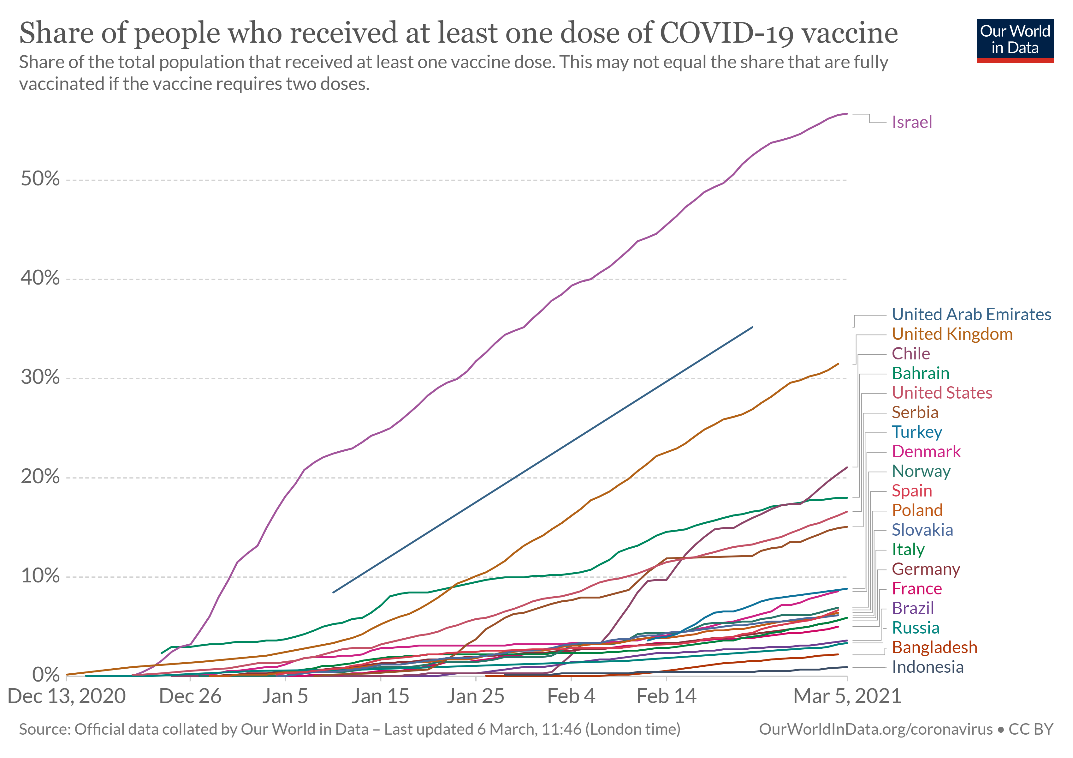 Share of people who received at least one dose of COVID-19 vaccine
Our World
in Data
Share of the total population that received at least one vaccine dose. This may not equal the share that are fully
vaccinated if the vaccine requires two doses.
Israel
50%
40%
United Arab Emirates
United Kingdom
Chile
30%
Bahrain
United States
Serbia
Turkey
Denmark
20%
Norway
Spain
Poland
Slovakia
Italy
10%
Germany
France
Brazil
Russia
Bangladesh
0%
Indonesia
Dec 13, 2020
Dec 26
Jan 5
Jan 15
Jan 25
Feb 4
Feb 14
Mar 5, 2021
Source: Official data collated by Our World in Data – Last updated 6 March, 11:46 (London time)
OurWorldInData.org/coronavirus • CC BY